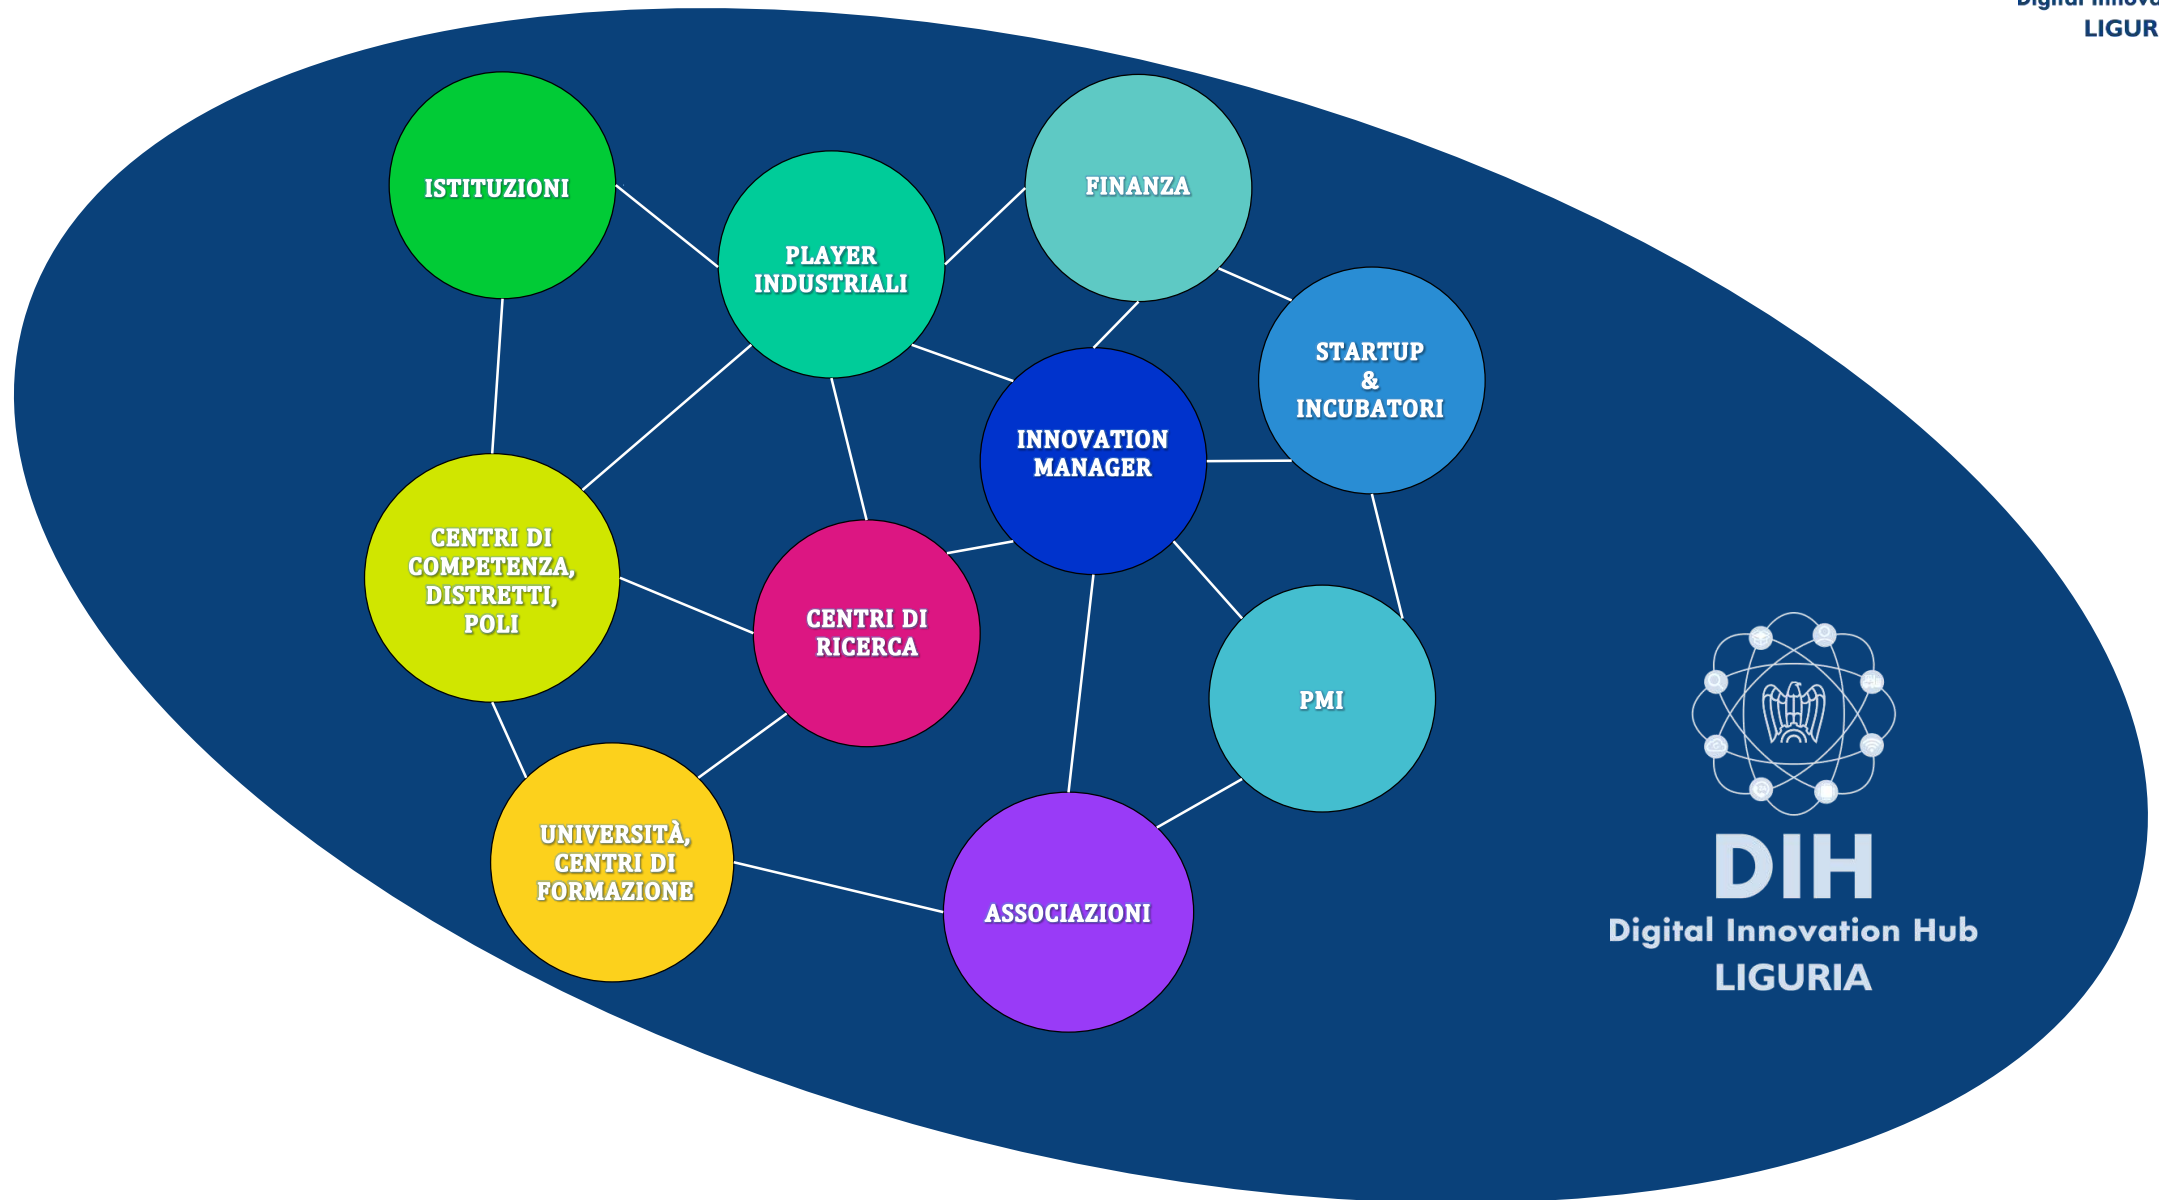 LIGUR
ISTITUZIONI
FINANZA
PLAYER
INDUSTRIALI
STARTUP
&
INCUBATORI
INNOVATION
MANAGER
CENTRI DI
COMPETENZA,
DISTRETTI,
POLI
CENTRI DI
RICERCA
PMI
UNIVERSITÀ,
CENTRI DI
FORMAZIONE
ASSOCIAZIONI
DIH
Digital Innovation Hub
LIGURIA